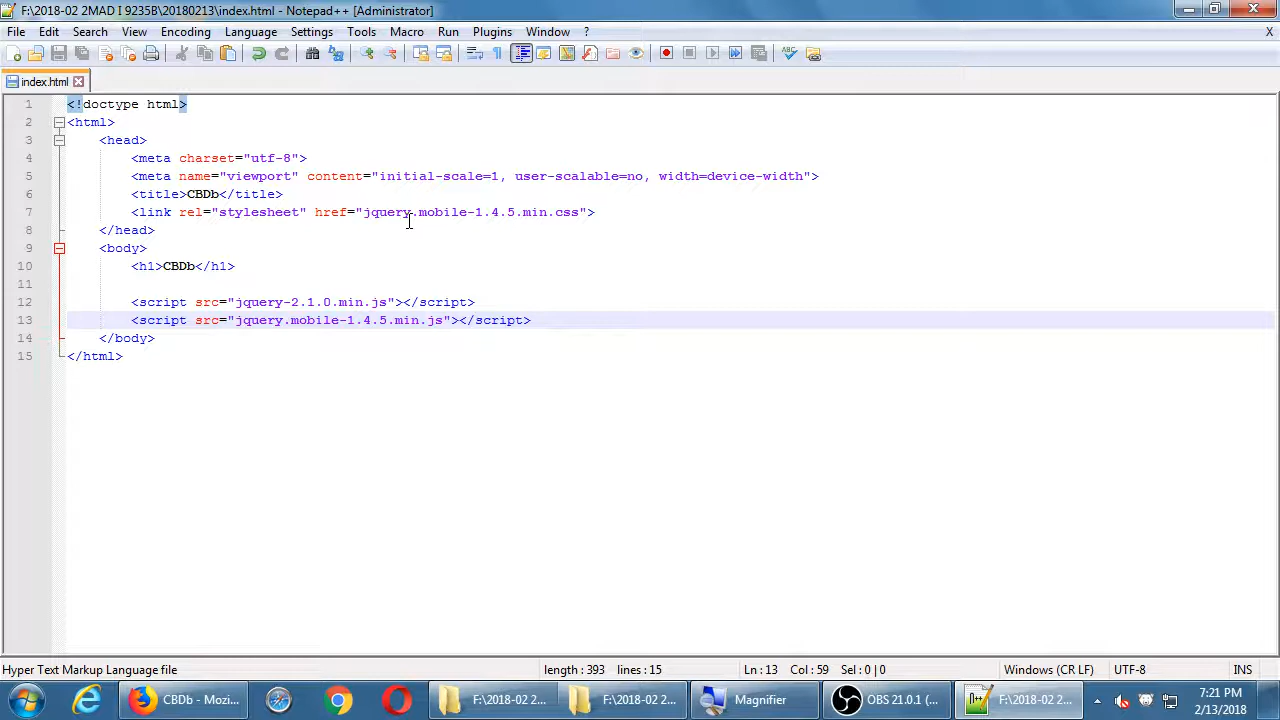 F:\2018-02 2MAD I 9235B\20180213\index.html - Notepad++ [Administrator]
File Edit Search View Encoding Language Settings Tools Macro Run Plugins Window ? X
index.html
1 <!doctype html>
2 <html>
3 <head>
4 <meta charset="utf-8">
5 <meta name="viewport" content="initial-scale=1, user-scalable=no, width=device-width">
6 <title>CBDb</title>
7 <link rel="stylesheet" href="jquery.mobile-1.4.5.min.css">
8 </head>
9 <body>
10 <h1>CBDb</h1>
11
12 <script src="jquery-2.1.0.min.js"></script>
13 <script src="jquery.mobile-1.4.5.min.js"></script>
14 </body>
15 </html>
Hyper Text Markup Language file length : 393 lines : 15 Ln : 13 Col : 59 Sel : 0 | 0 Windows (CR LF) UTF-8 INS
CBDb - Mozi... F:\2018-02 2... F:\2018-02 2... Magnifier OBS 21.0.1 (... F:\2018-02 2... 7:21 PM
2/13/2018